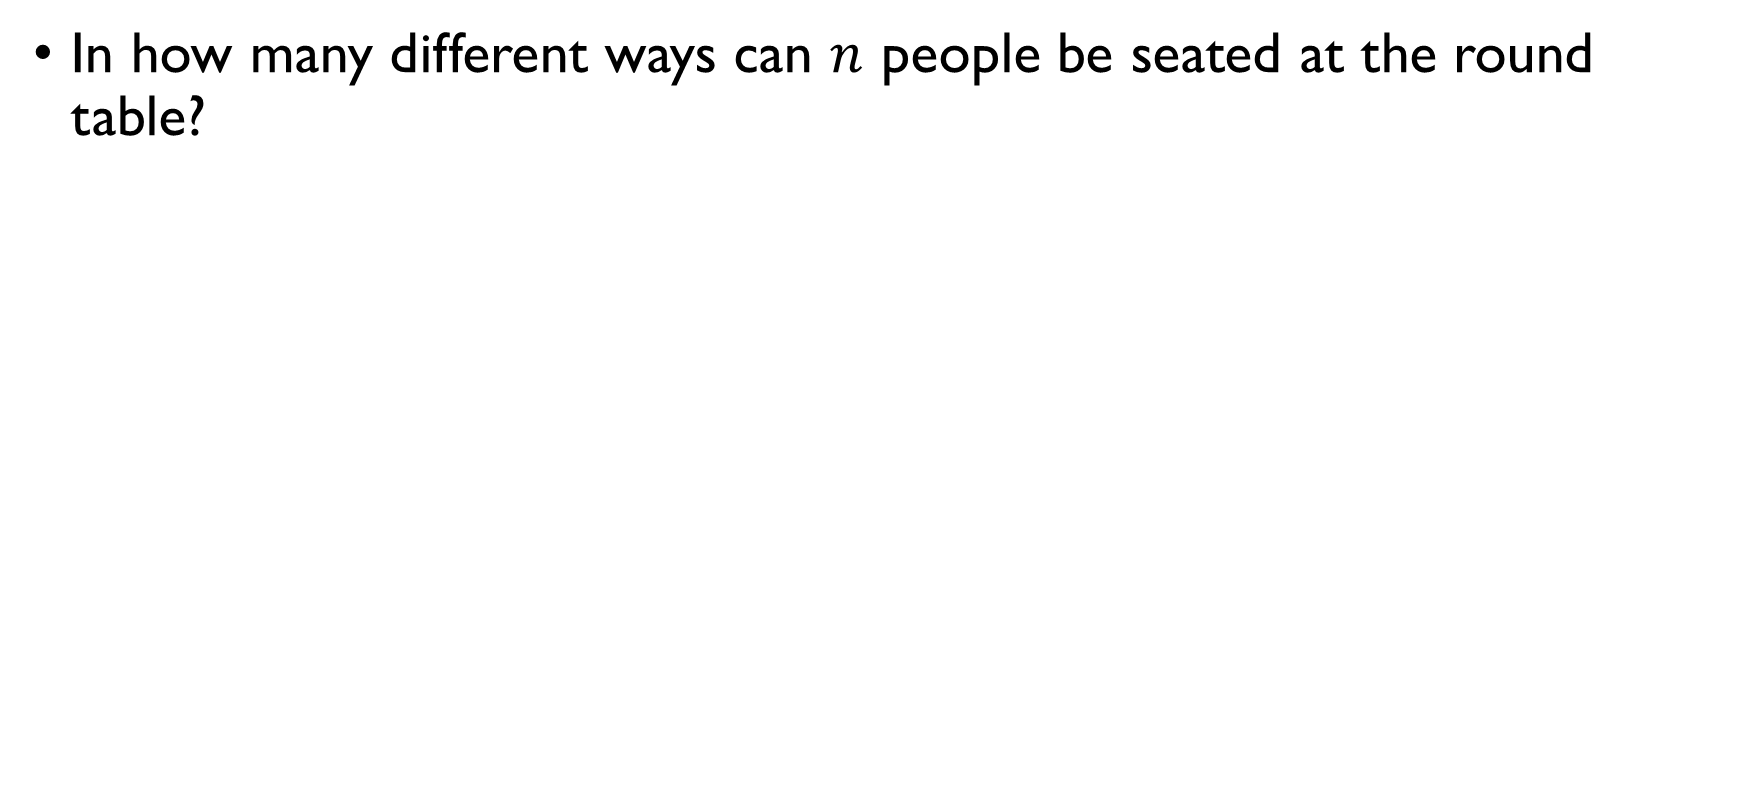 • In how many different ways can 𝑛 people be seated at the round
table?